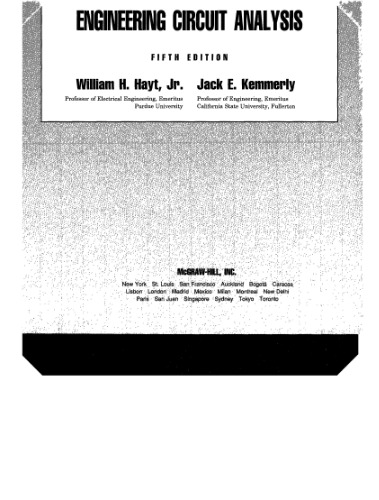 ENGINEERING CIRCUIT ANALYSIS
FIFTH EDITION
William H. Hayt, Jr. Jack E. Kemmerly
Professor of Electrical Engineering, Emeritus Professor of Engineering, Emeritus
Purdue University California State University, Fullerton
McGRAW-HILL, INC.
New York St. Louis San Francisco Auckland Bogotá Caracas
Lisbon London Madrid Mexico Milan Montreal New Delhi
Paris San Juan Singapore Sydney Tokyo Toronto